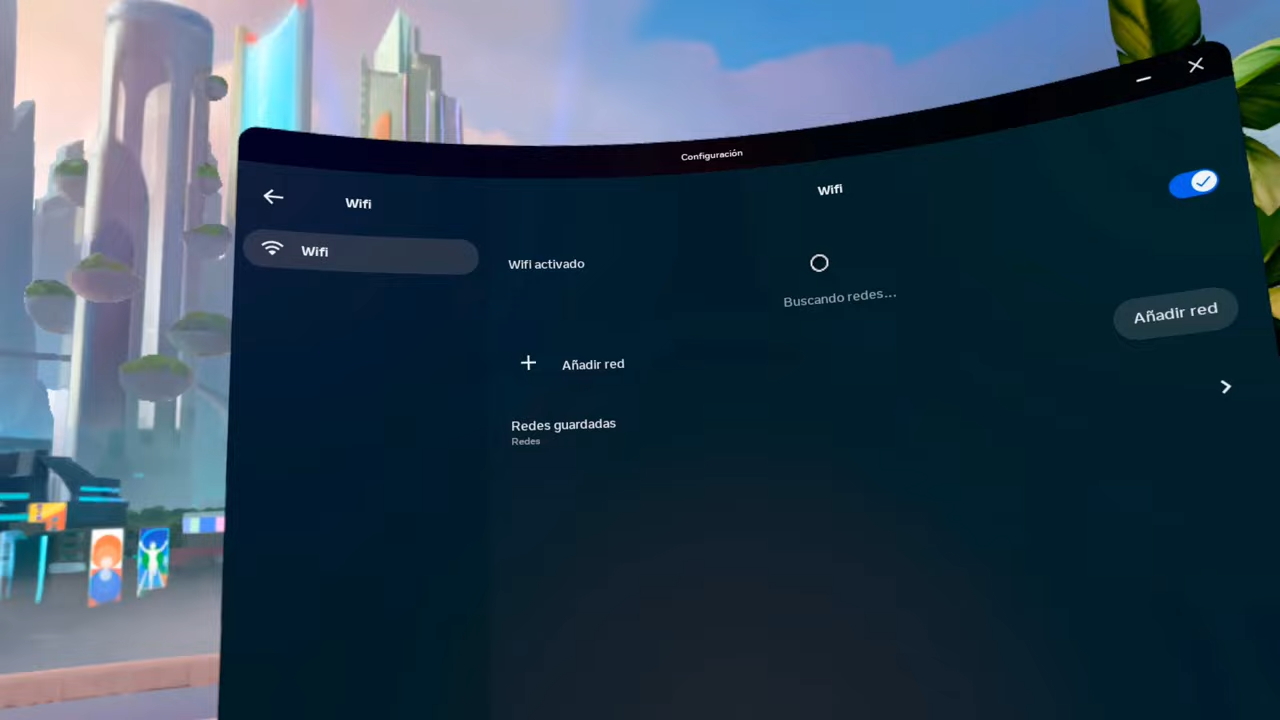 Configuración
Wifi
Wifi
Wifi
Wifi activado
Buscando redes...
Añadir red
Añadir red
Redes guardadas
Redes